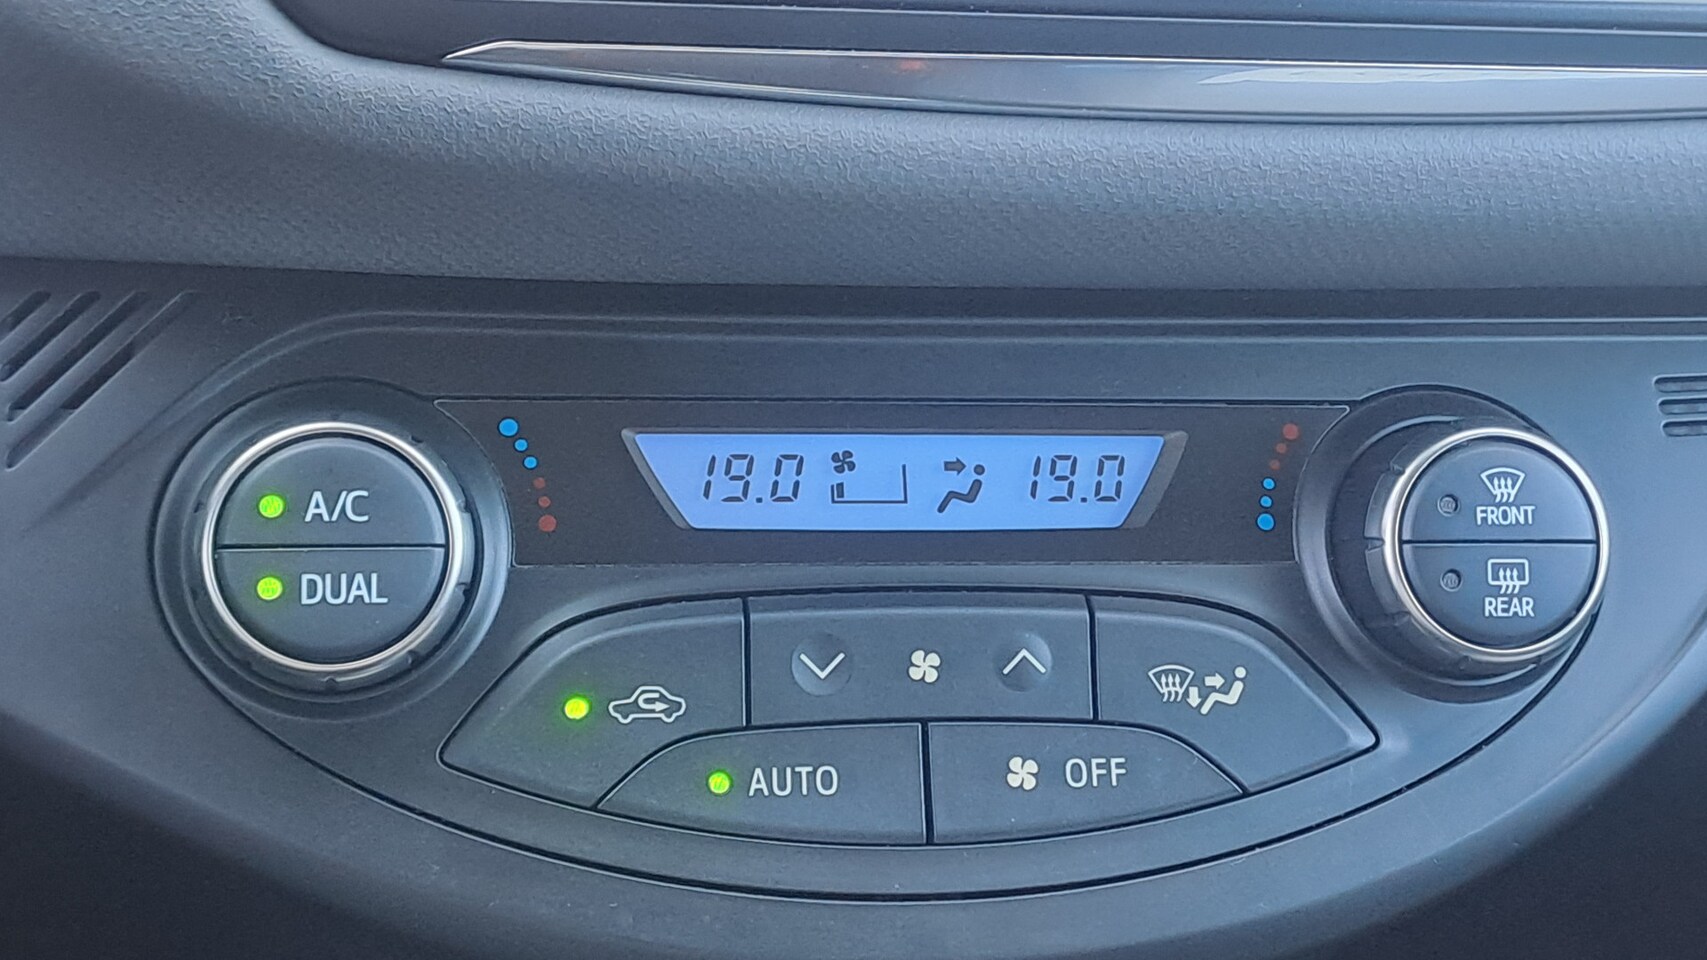 19.0 19.0
A/C
DUAL
FRONT
REAR
AUTO
OFF